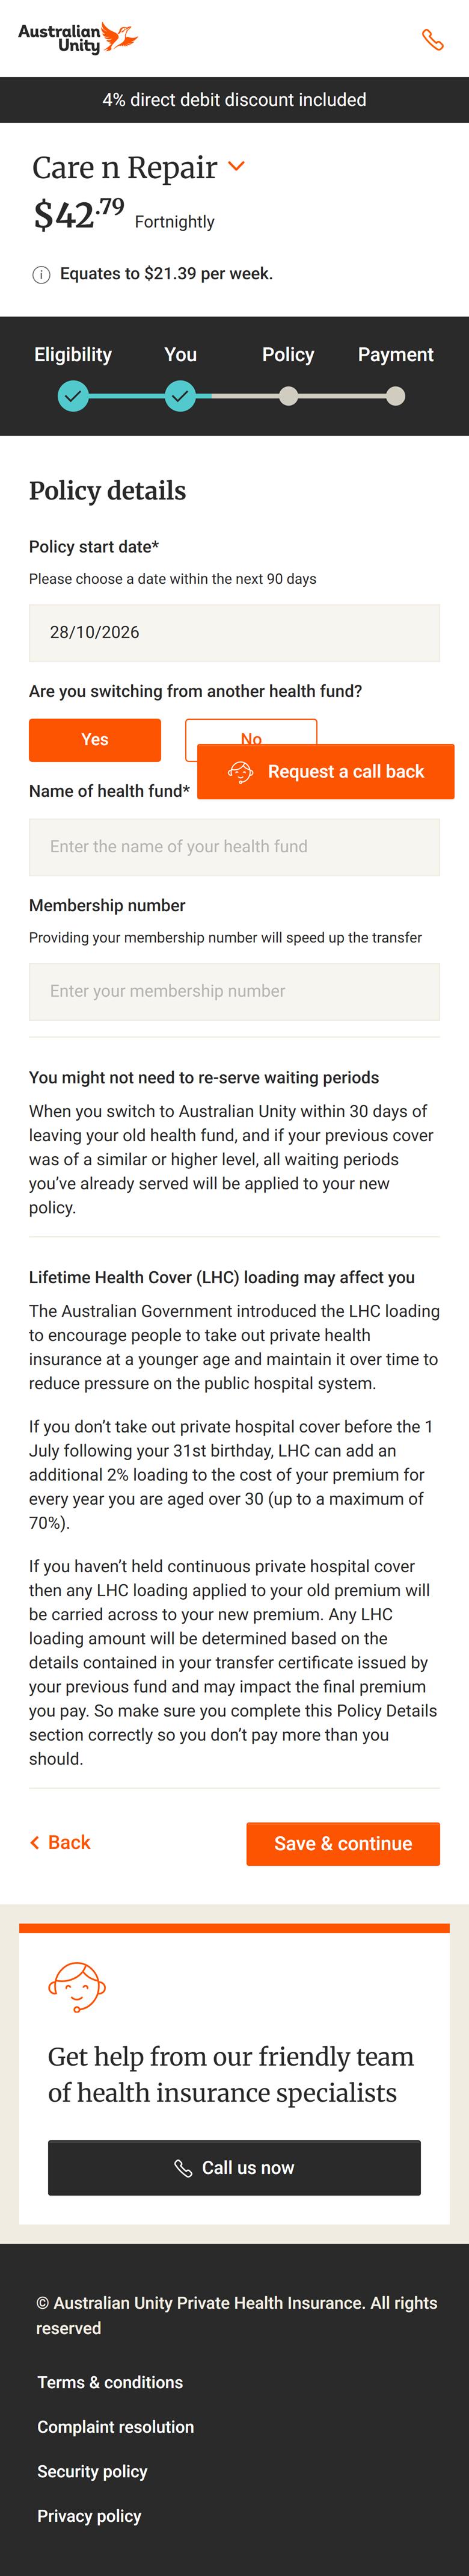 Australian
Unity
4% direct debit discount included
Care n Repair
$42.79 Fortnightly
Equates to $21.39 per week.
Eligibility You Policy Payment
Policy details
Policy start date*
Please choose a date within the next 90 days
28/10/2026
Are you switching from another health fund?
Yes No
Request a call back
Name of health fund*
Enter the name of your health fund
Membership number
Providing your membership number will speed up the transfer
Enter your membership number
You might not need to re-serve waiting periods
When you switch to Australian Unity within 30 days of
leaving your old health fund, and if your previous cover
was of a similar or higher level, all waiting periods
you’ve already served will be applied to your new
policy.
Lifetime Health Cover (LHC) loading may affect you
The Australian Government introduced the LHC loading
to encourage people to take out private health
insurance at a younger age and maintain it over time to
reduce pressure on the public hospital system.
If you don’t take out private hospital cover before the 1
July following your 31st birthday, LHC can add an
additional 2% loading to the cost of your premium for
every year you are aged over 30 (up to a maximum of
70%).
If you haven’t held continuous private hospital cover
then any LHC loading applied to your old premium will
be carried across to your new premium. Any LHC
loading amount will be determined based on the
details contained in your transfer certificate issued by
your previous fund and may impact the final premium
you pay. So make sure you complete this Policy Details
section correctly so you don’t pay more than you
should.
Back
Save & continue
Get help from our friendly team
of health insurance specialists
Call us now
© Australian Unity Private Health Insurance. All rights
reserved
Terms & conditions
Complaint resolution
Security policy
Privacy policy